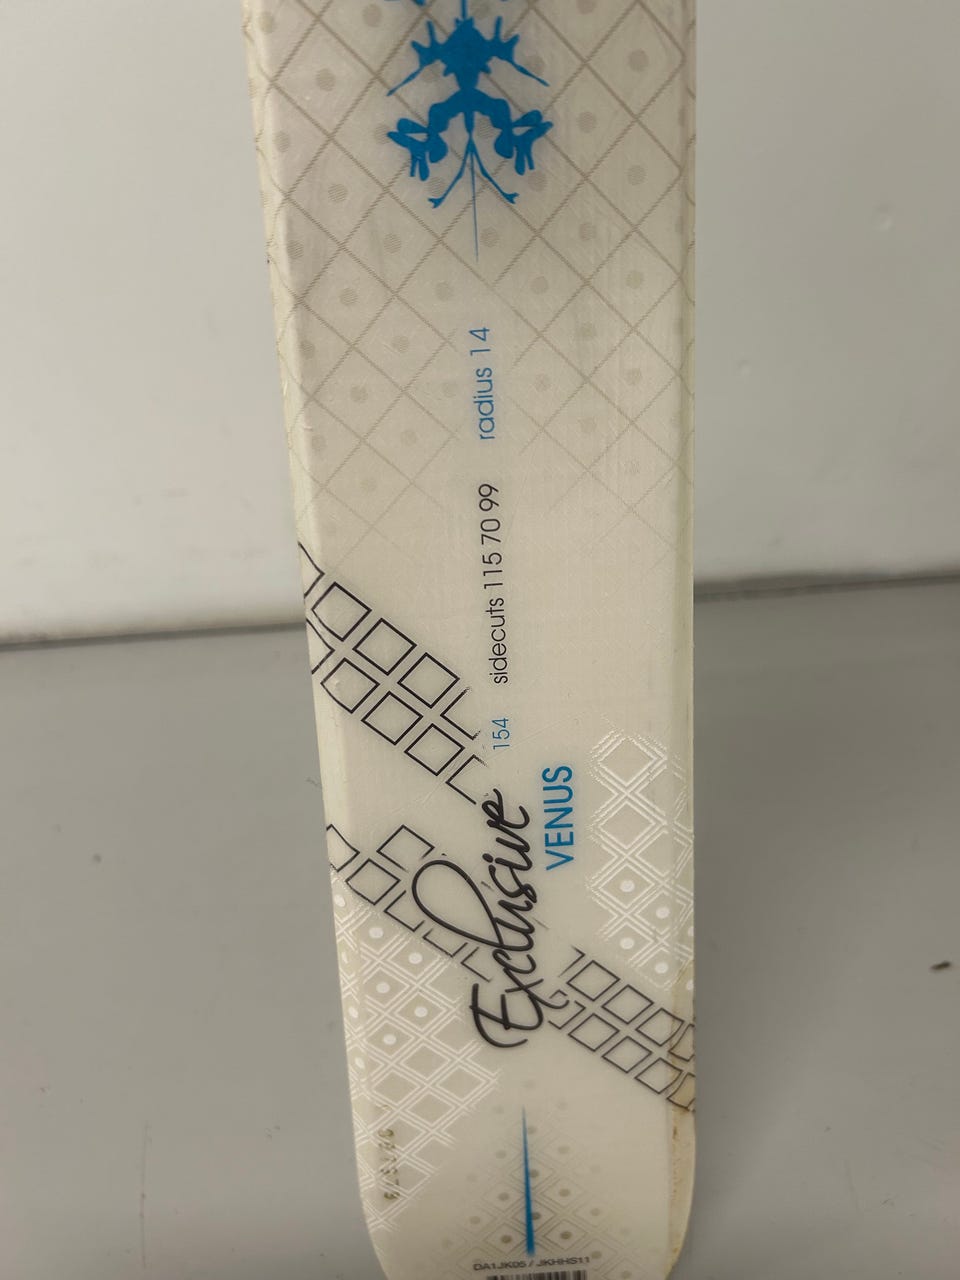 radius 14
sidecuts 115 70 99
154
Exclusive
VENUS
DA1JK05 / JKHHS11